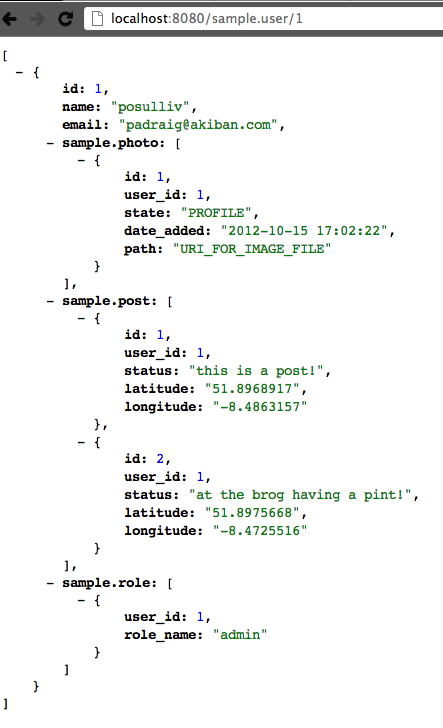 localhost:8080/sample.user/1
[
- {
id: 1,
name: "posulliv",
email: "padraig@akiban.com",
- sample.photo: [
- {
id: 1,
user_id: 1,
state: "PROFILE",
date_added: "2012-10-15 17:02:22",
path: "URI_FOR_IMAGE_FILE"
}
],
- sample.post: [
- {
id: 1,
user_id: 1,
status: "this is a post!",
latitude: "51.8968917",
longitude: "-8.4863157"
},
- {
id: 2,
user_id: 1,
status: "at the brog having a pint!",
latitude: "51.8975668",
longitude: "-8.4725516"
}
],
- sample.role: [
- {
user_id: 1,
role_name: "admin"
}
]
}
]